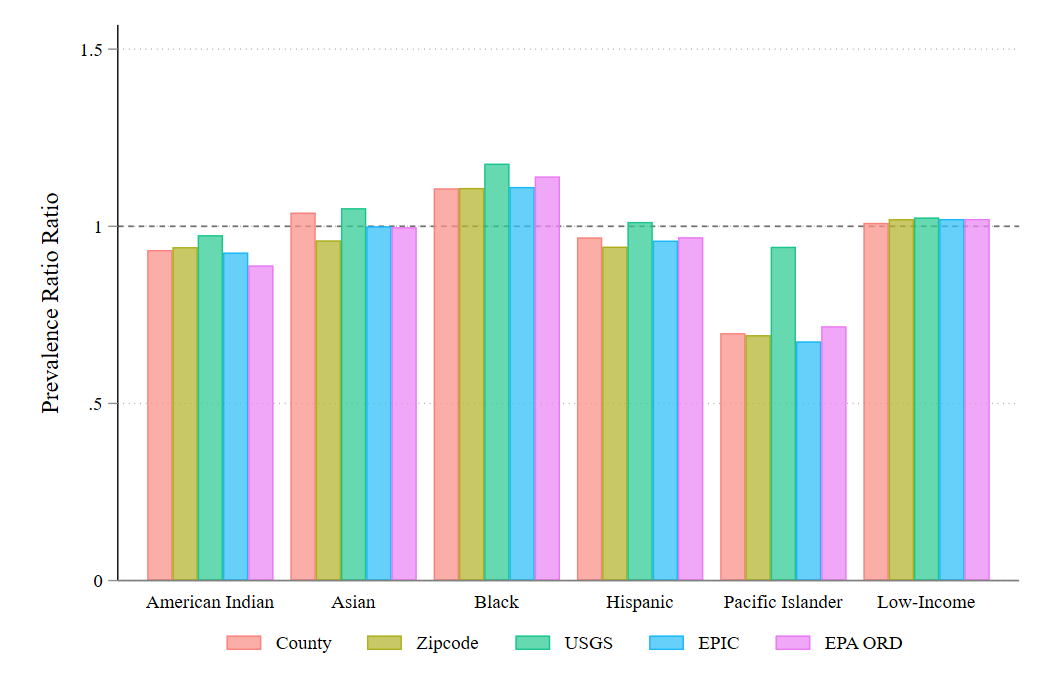 Prevalence Ratio Ratio
1.5
1
.5
0
American Indian
Asian
Black
Hispanic
Pacific Islander
Low-Income
County
Zipcode
USGS
EPIC
EPA ORD